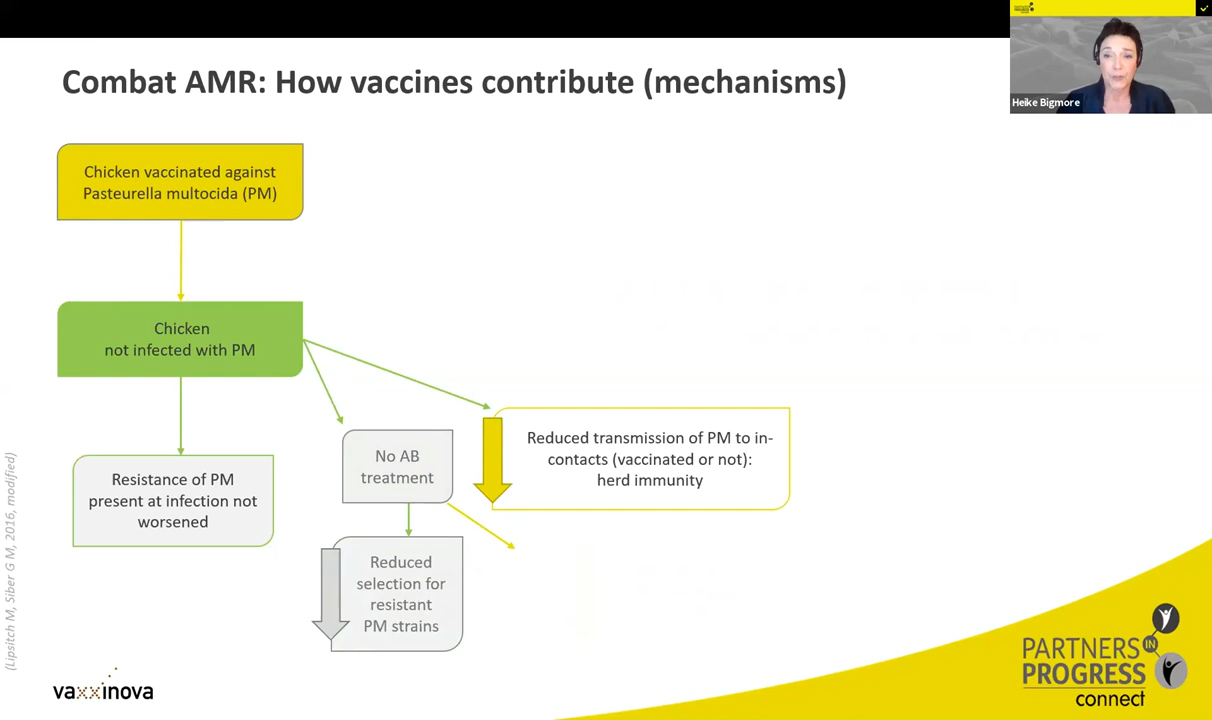 PARTNERS IN
PROGRESS
Heike Bigmore
Combat AMR: How vaccines contribute (mechanisms)
Chicken vaccinated against
Pasteurella multocida (PM)
Chicken
not infected with PM
Resistance of PM
present at infection not
worsened
No AB
treatment
Reduced transmission of PM to in-
contacts (vaccinated or not):
herd immunity
Reduced
selection for
resistant
PM strains
(Lipsitch M, Siber G M, 2016, modified)
vaxxinova
PARTNERS IN
PROGRESS
connect